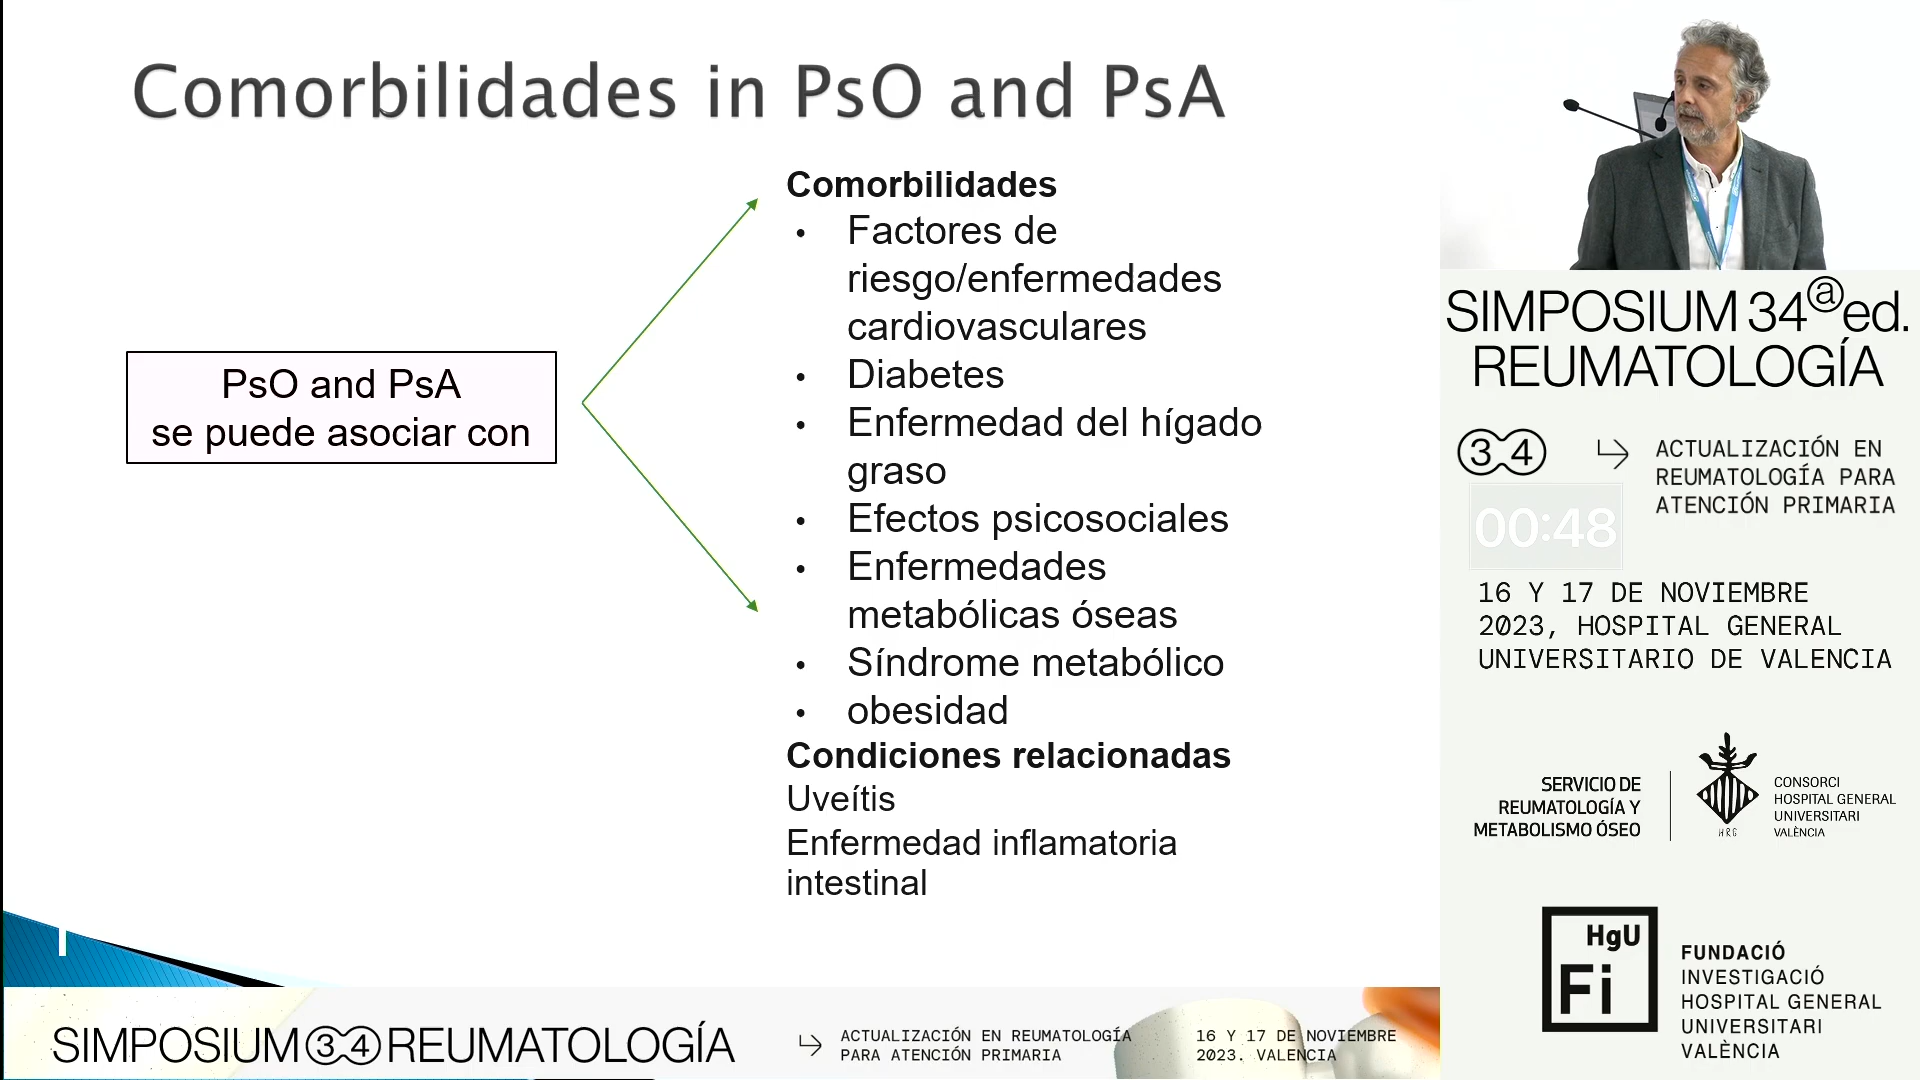 Comorbilidades in PsO and PsA
PsO and PsA
se puede asociar con
Comorbilidades
• Factores de
riesgo/enfermedades
cardiovasculares
• Diabetes
• Enfermedad del hígado
graso
• Efectos psicosociales
• Enfermedades
metabólicas óseas
• Síndrome metabólico
• obesidad
Condiciones relacionadas
Uveítis
Enfermedad inflamatoria
intestinal
SIMPOSIUM 34 REUMATOLOGÍA
ACTUALIZACIÓN EN REUMATOLOGÍA
PARA ATENCIÓN PRIMARIA
16 Y 17 DE NOVIEMBRE
2023. VALENCIA
SIMPOSIUM 34ⓐed.
REUMATOLOGÍA
34
ACTUALIZACIÓN EN
REUMATOLOGÍA PARA
ATENCIÓN PRIMARIA
00:48
16 Y 17 DE NOVIEMBRE
2023, HOSPITAL GENERAL
UNIVERSITARIO DE VALENCIA
SERVICIO DE
REUMATOLOGÍA Y
METABOLISMO ÓSEO
HRG
CONSORCI
HOSPITAL GENERAL
UNIVERSITARI
VALÈNCIA
HgU
Fi
FUNDACIÓ
INVESTIGACIÓ
HOSPITAL GENERAL
UNIVERSITARI
VALÈNCIA